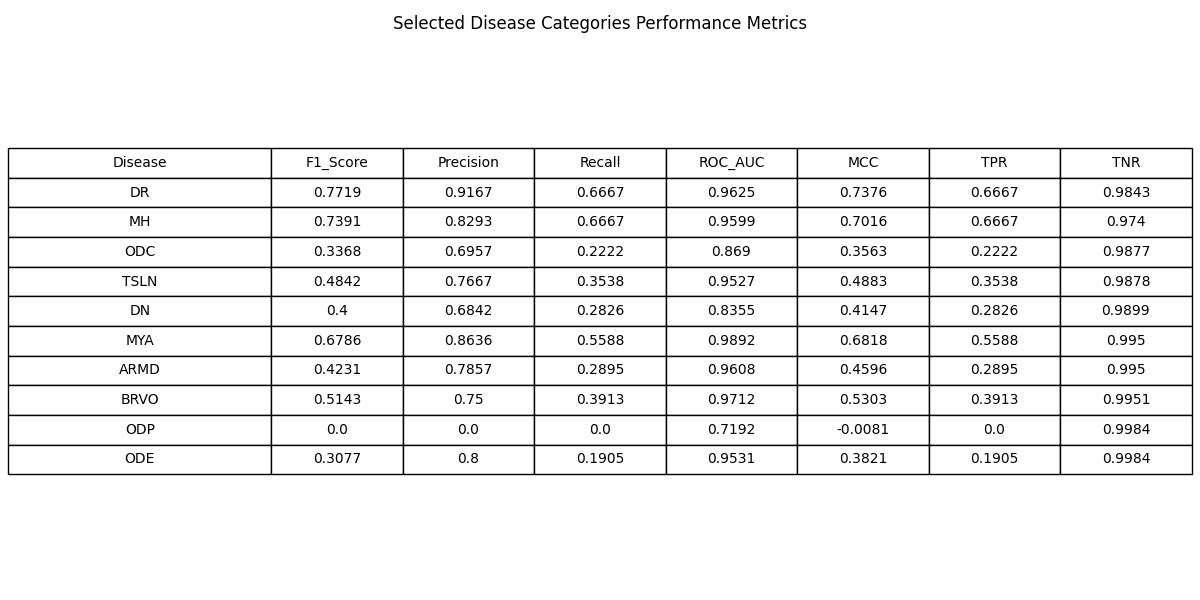 Selected Disease Categories Performance Metrics
Disease F1_Score Precision Recall ROC_AUC MCC TPR TNR
DR 0.7719 0.9167 0.6667 0.9625 0.7376 0.6667 0.9843
MH 0.7391 0.8293 0.6667 0.9599 0.7016 0.6667 0.974
ODC 0.3368 0.6957 0.2222 0.869 0.3563 0.2222 0.9877
TSLN 0.4842 0.7667 0.3538 0.9527 0.4883 0.3538 0.9878
DN 0.4 0.6842 0.2826 0.8355 0.4147 0.2826 0.9899
MYA 0.6786 0.8636 0.5588 0.9892 0.6818 0.5588 0.995
ARMD 0.4231 0.7857 0.2895 0.9608 0.4596 0.2895 0.995
BRVO 0.5143 0.75 0.3913 0.9712 0.5303 0.3913 0.9951
ODP 0.0 0.0 0.0 0.7192 -0.0081 0.0 0.9984
ODE 0.3077 0.8 0.1905 0.9531 0.3821 0.1905 0.9984